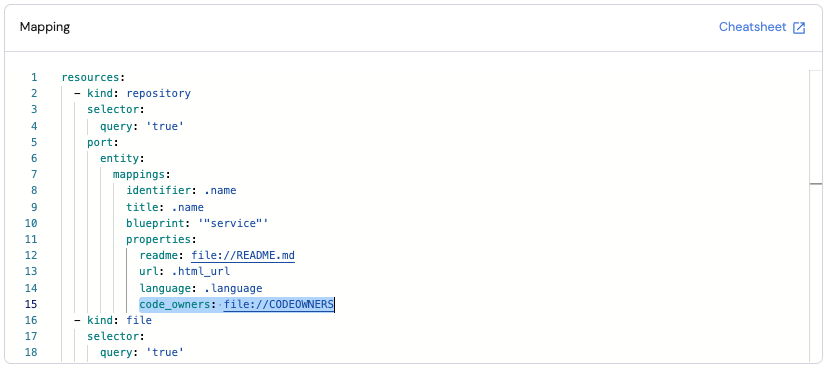 Mapping
Cheatsheet
1 resources:
2 - kind: repository
3 selector:
4 query: 'true'
5 port:
6 entity:
7 mappings:
8 identifier: .name
9 title: .name
10 blueprint: '"service"'
11 properties:
12 readme: file://README.md
13 url: .html_url
14 language: .language
15 code_owners: file://CODEOWNERS
16 - kind: file
17 selector:
18 query: 'true'